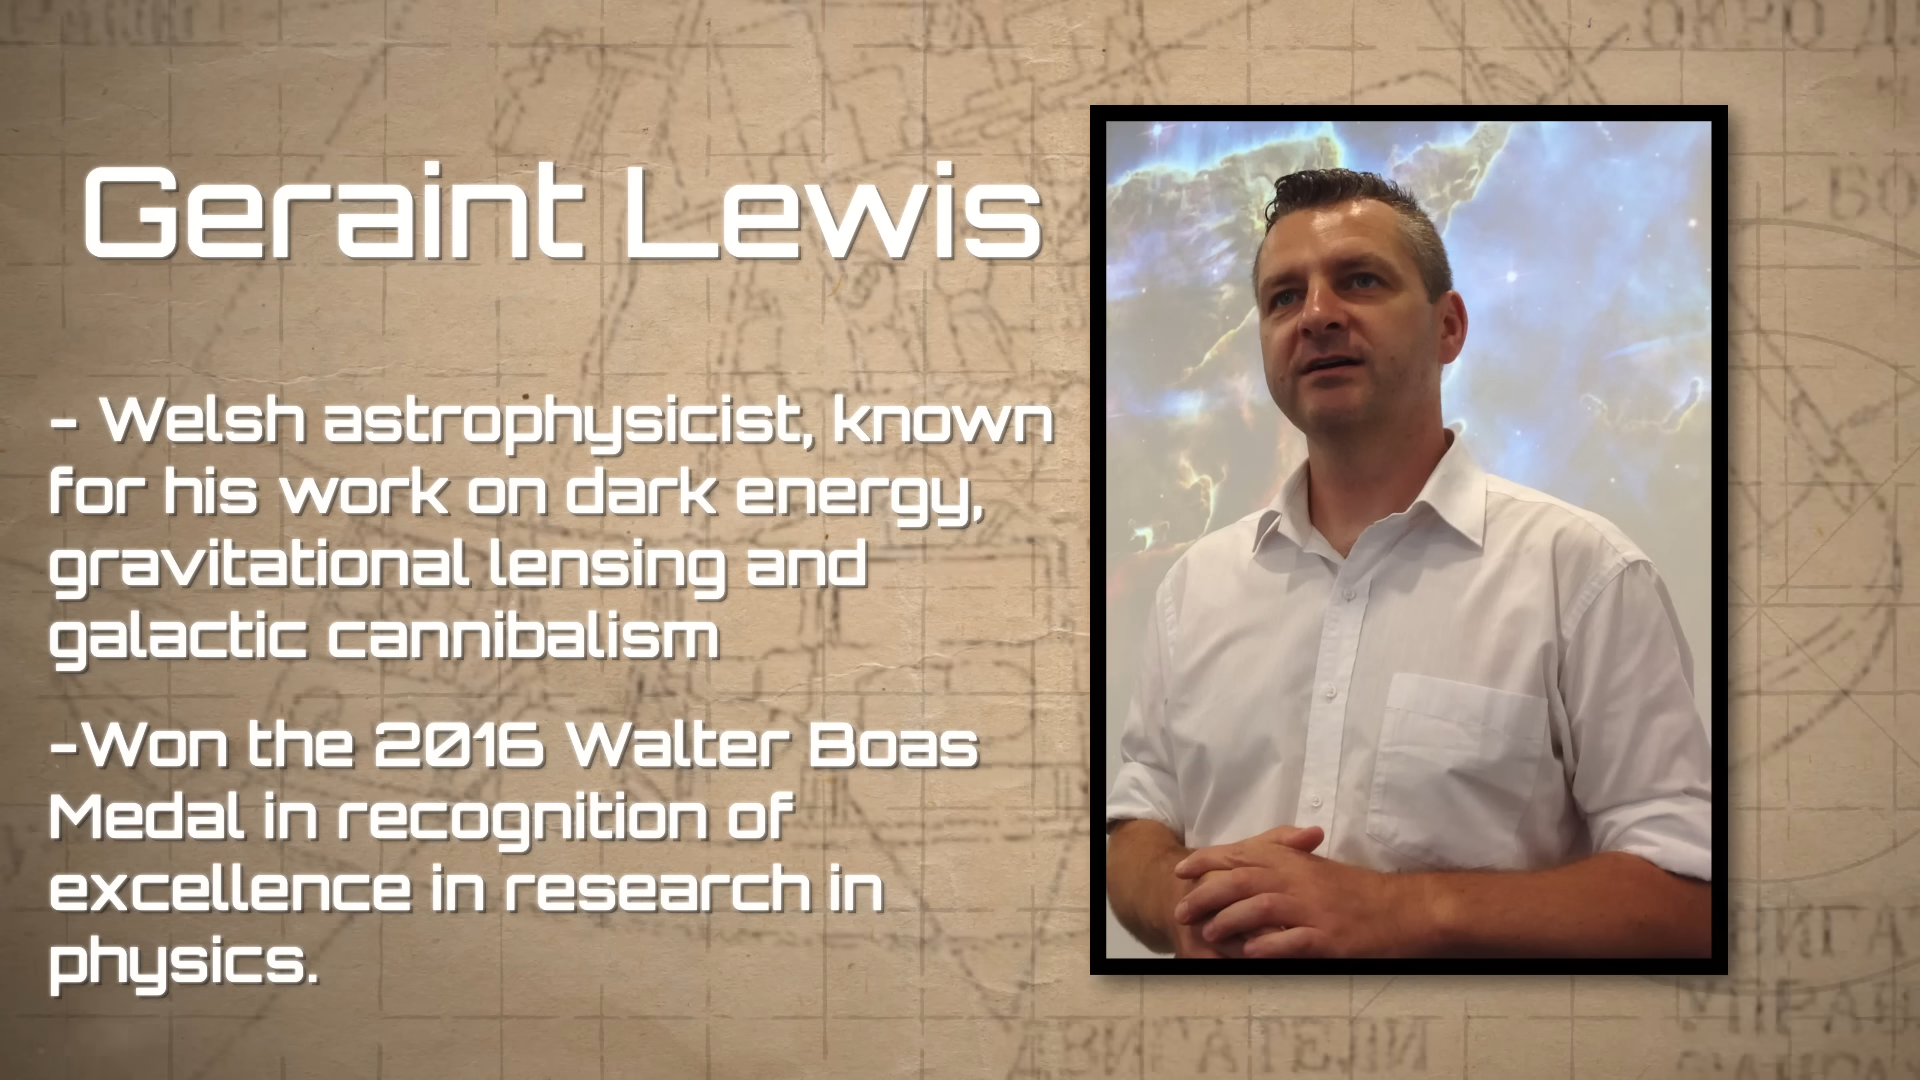 Geraint Lewis
- Welsh astrophysicist, known
for his work on dark energy,
gravitational lensing and
galactic cannibalism
-Won the 2016 Walter Boas
Medal in recognition of
excellence in research in
physics.